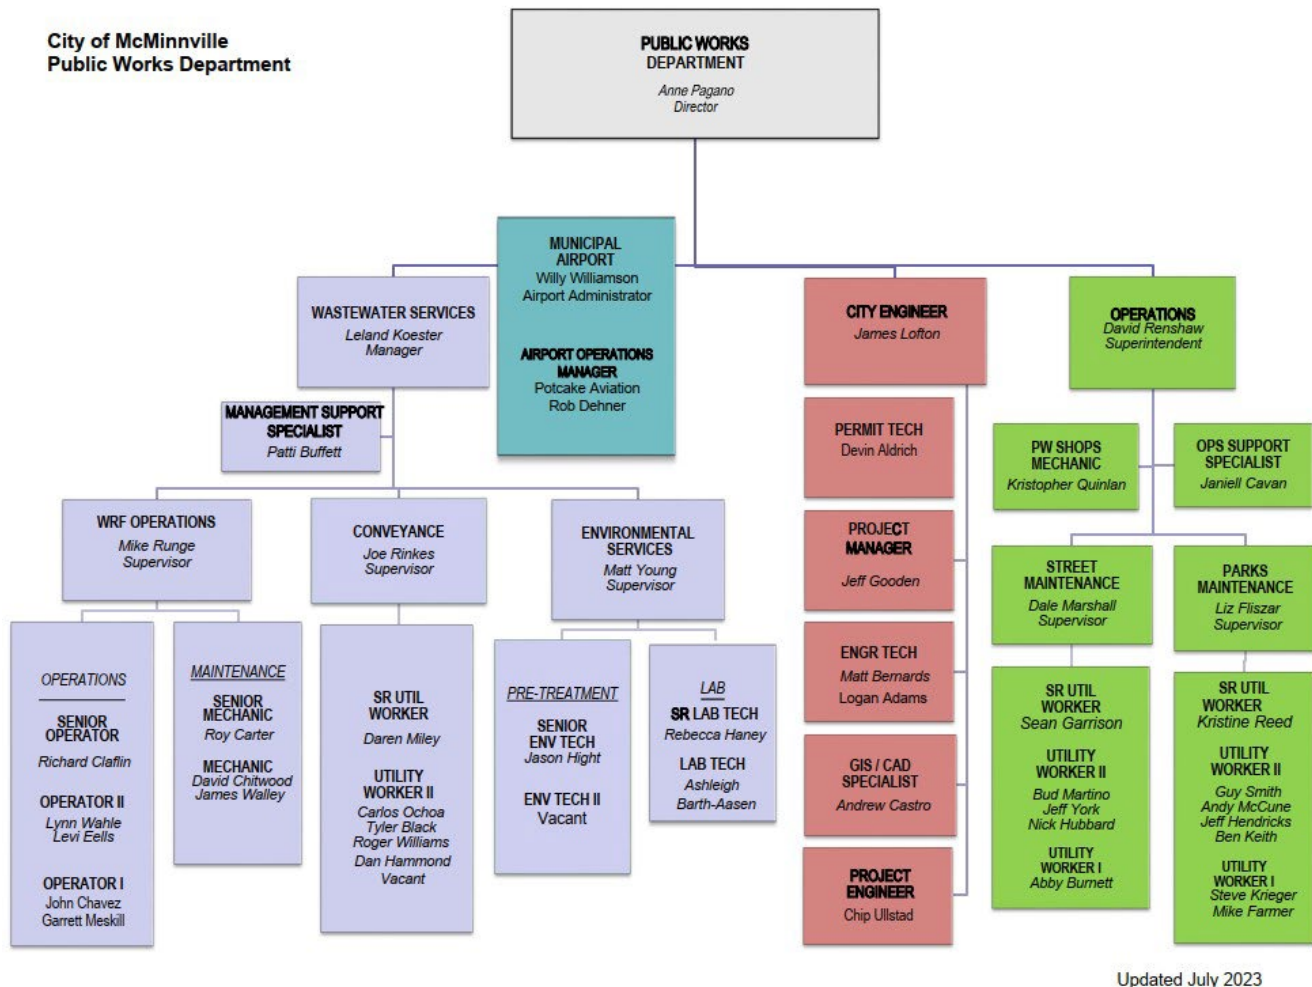 City of McMinnville
Public Works Department
PUBLIC WORKS
DEPARTMENT
Anne Pagano
Director
MUNICIPAL
AIRPORT
Willy Williamson
Airport Administrator
AIRPORT OPERATIONS
MANAGER
Potcake Aviation
Rob Dehner
WASTEWATER SERVICES
Leland Koester
Manager
MANAGEMENT SUPPORT
SPECIALIST
Patti Buffett
WRF OPERATIONS
Mike Runge
Supervisor
OPERATIONS
SENIOR
OPERATOR
Richard Claflin
OPERATOR II
Lynn Wahle
Levi Eells
OPERATOR I
John Chavez
Garrett Meskill
MAINTENANCE
SENIOR
MECHANIC
Roy Carter
MECHANIC
David Chitwood
James Walley
CONVEYANCE
Joe Rinkes
Supervisor
SR UTIL
WORKER
Daren Miley
UTILITY
WORKER II
Carlos Ochoa
Tyler Black
Roger Williams
Dan Hammond
Vacant
ENVIRONMENTAL
SERVICES
Matt Young
Supervisor
PRE-TREATMENT
SENIOR
ENV TECH
Jason Hight
ENV TECH II
Vacant
LAB
SR LAB TECH
Rebecca Haney
LAB TECH
Ashleigh
Barth-Aasen
CITY ENGINEER
James Lofton
PERMIT TECH
Devin Aldrich
PROJECT
MANAGER
Jeff Gooden
ENGR TECH
Matt Bernards
Logan Adams
GIS / CAD
SPECIALIST
Andrew Castro
PROJECT
ENGINEER
Chip Ullstad
OPERATIONS
David Renshaw
Superintendent
PW SHOPS
MECHANIC
Kristopher Quinlan
OPS SUPPORT
SPECIALIST
Janiell Cavan
STREET
MAINTENANCE
Dale Marshall
Supervisor
SR UTIL
WORKER
Sean Garrison
UTILITY
WORKER II
Bud Martino
Jeff York
Nick Hubbard
UTILITY
WORKER I
Abby Burnett
PARKS
MAINTENANCE
Liz Fliszar
Supervisor
SR UTIL
WORKER
Kristine Reed
UTILITY
WORKER II
Guy Smith
Andy McCune
Jeff Hendricks
Ben Keith
UTILITY
WORKER I
Steve Krieger
Mike Farmer
Updated July 2023